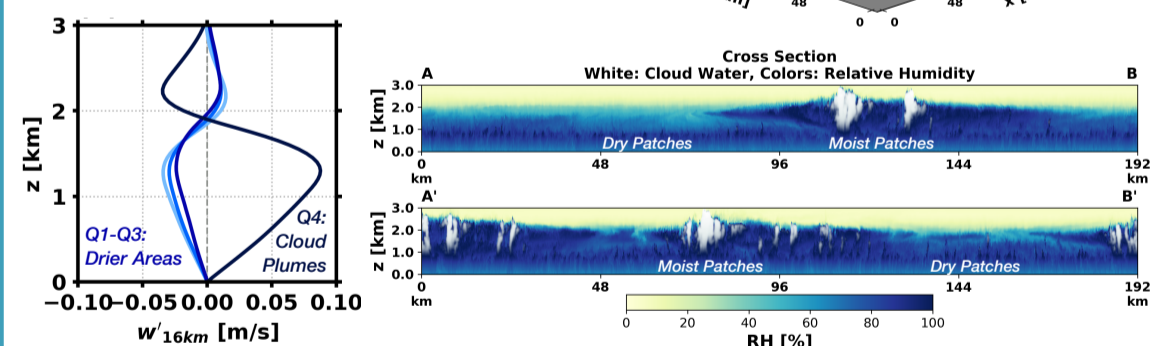 48
48
0
0
3
2
1
0
z [km]
Q1-Q3:
Drier Areas
Q4:
Cloud
Plumes
−0.10
−0.05
0.00
0.05
0.10
w′16km [m/s]
Cross Section
White: Cloud Water, Colors: Relative Humidity
A
B
3.0
2.0
1.0
0.0
z [km]
Dry Patches
Moist Patches
0
48
96
144
192
km
km
A'
B'
3.0
2.0
1.0
0.0
z [km]
Moist Patches
Dry Patches
0
48
96
144
192
km
km
0
20
40
60
80
100
RH [%]